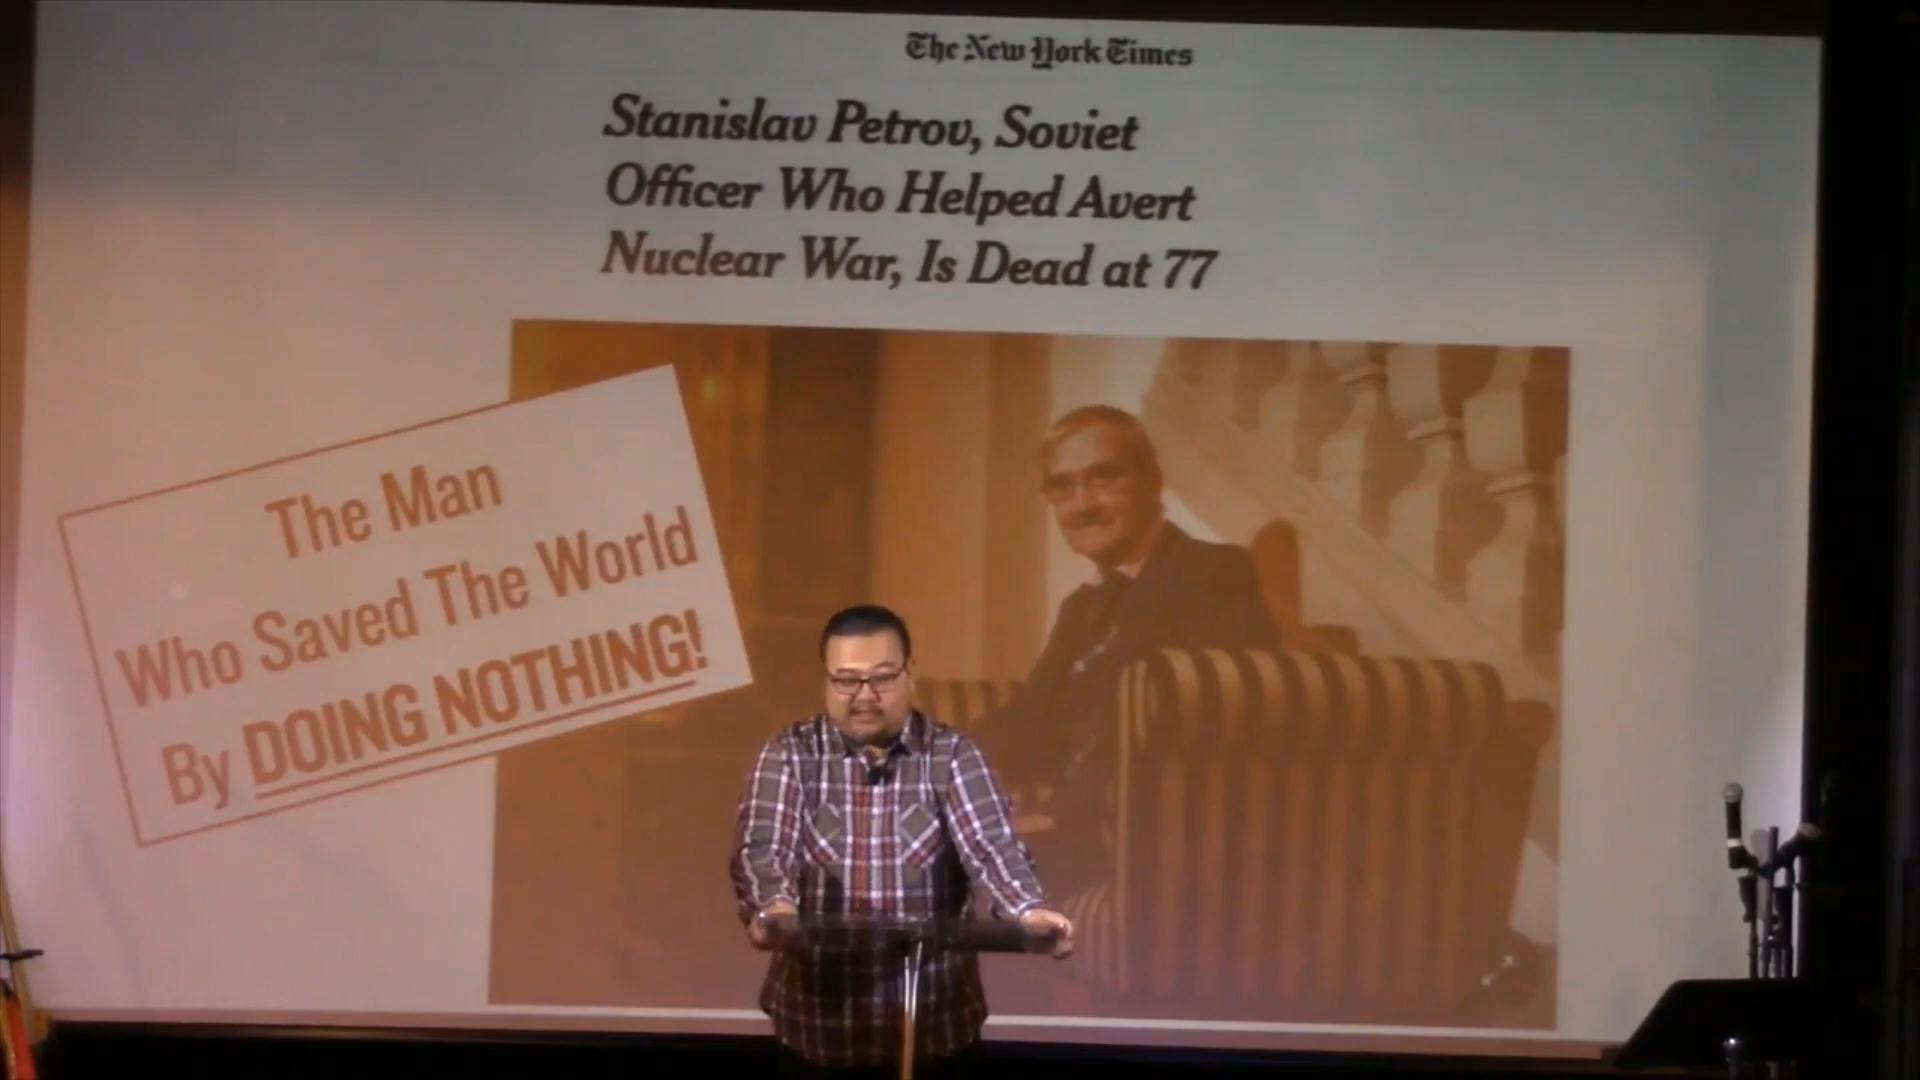 The New York Times
Stanislav Petrov, Soviet
Officer Who Helped Avert
Nuclear War, Is Dead at 77
The Man
Who Saved The World
By DOING NOTHING!